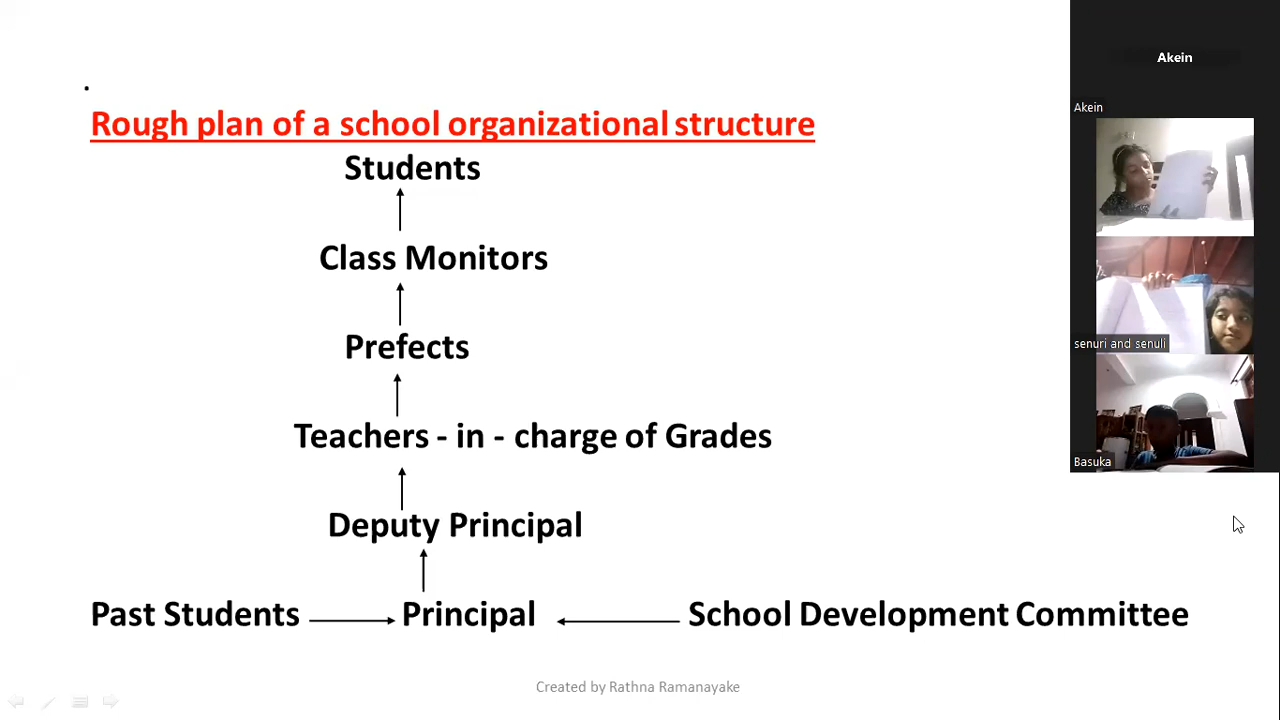 .
Rough plan of a school organizational structure
Students
Class Monitors
Prefects
Teachers - in - charge of Grades
Deputy Principal
Past Students Principal School Development Committee
Created by Rathna Ramanayake
Akein
Akein
senuri and senuli
Basuka